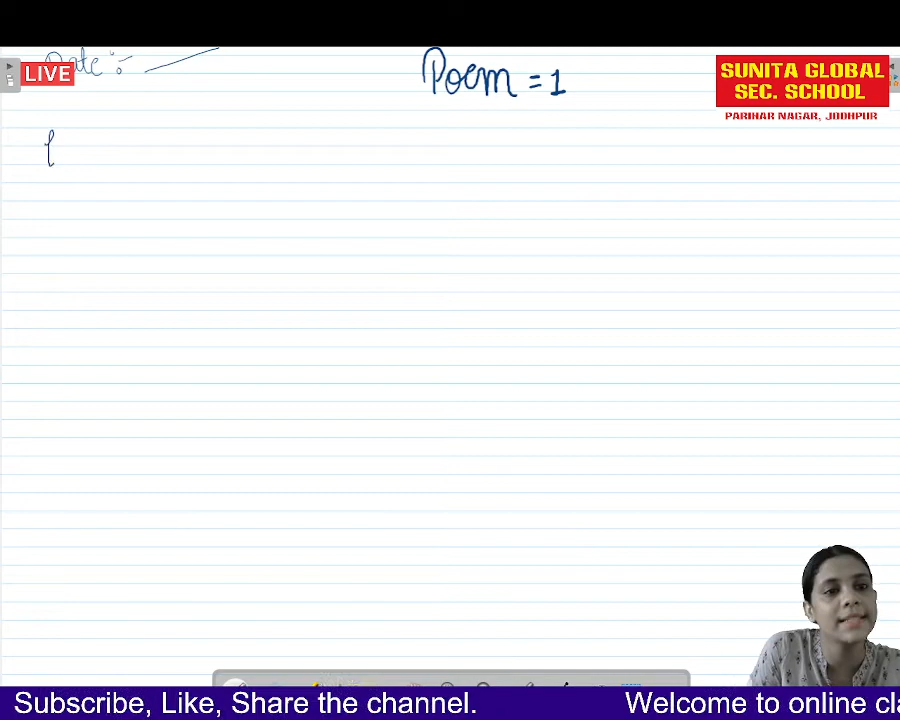 Date :-
LIVE
Poem = 1
SUNITA GLOBAL
SEC. SCHOOL
PARIHAR NAGAR, JODHPUR
Subscribe, Like, Share the channel. Welcome to online cla